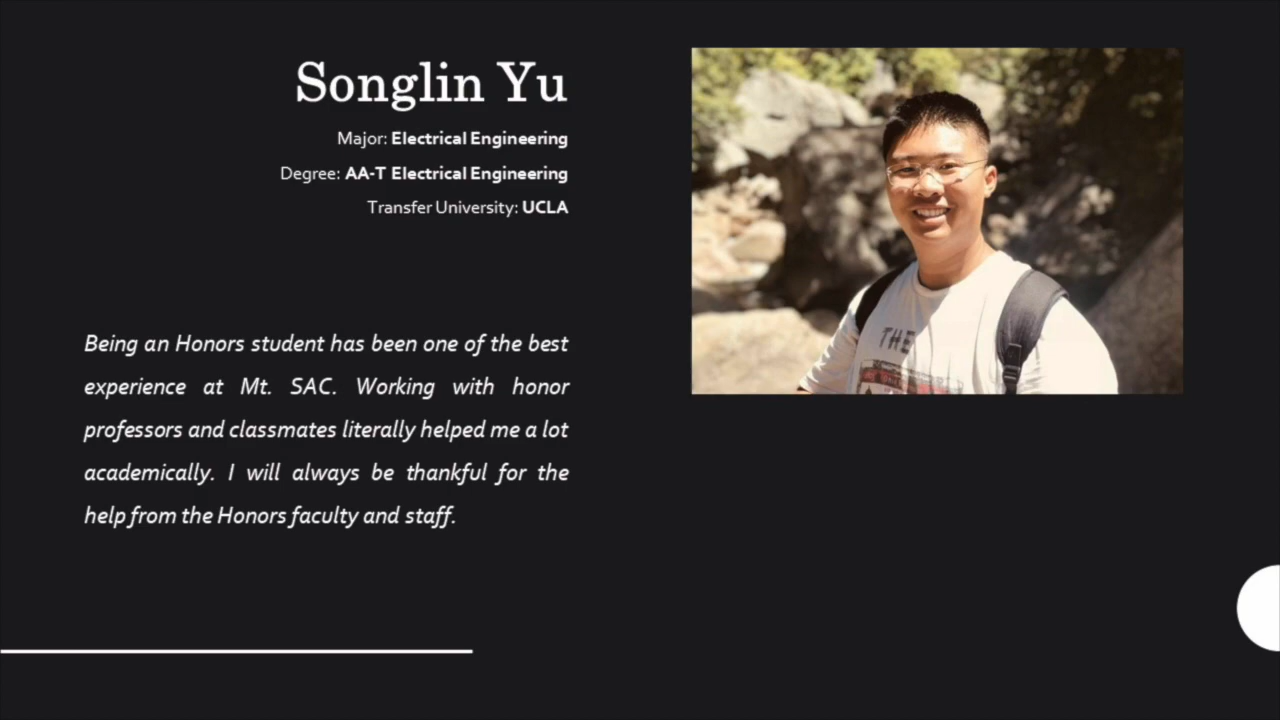 Songlin Yu
Major: Electrical Engineering
Degree: AA-T Electrical Engineering
Transfer University: UCLA
Being an Honors student has been one of the best
experience at Mt. SAC. Working with honor
professors and classmates literally helped me a lot
academically. I will always be thankful for the
help from the Honors faculty and staff.
THE